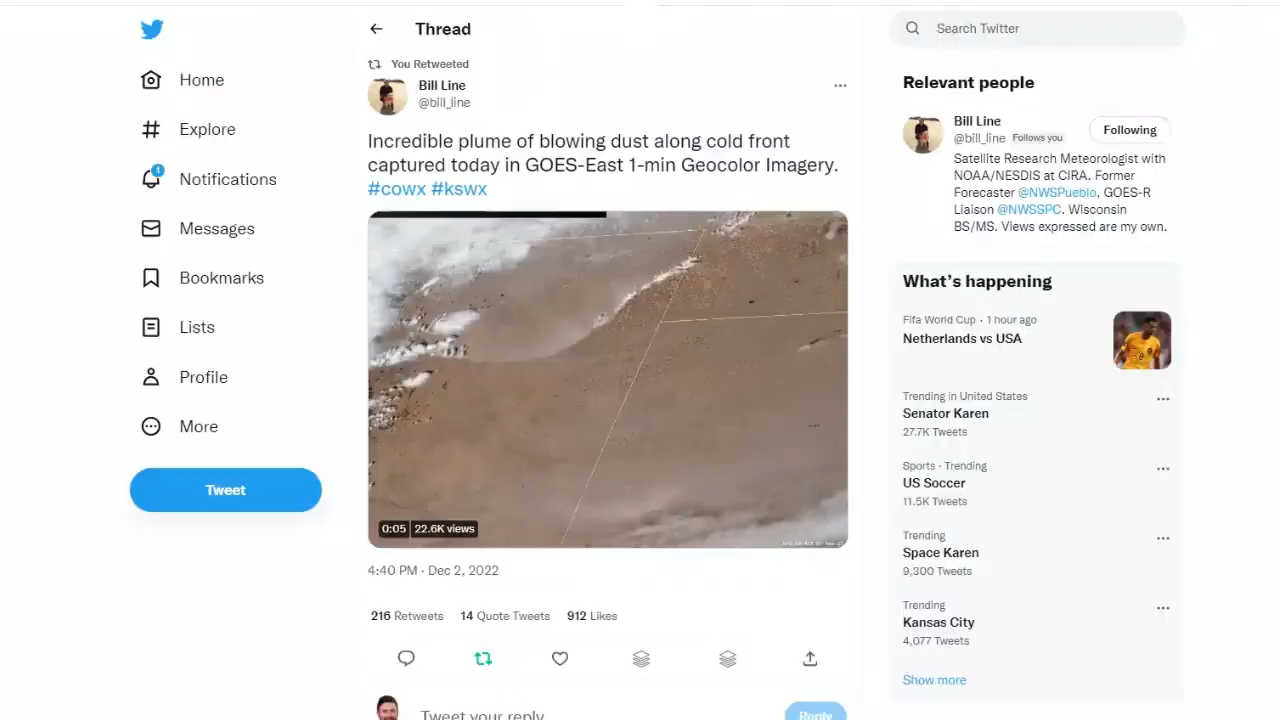 Home
Explore
1
Notifications
Messages
Bookmarks
Lists
Profile
More
Tweet
Thread
You Retweeted
Bill Line
@bill_line
Incredible plume of blowing dust along cold front
captured today in GOES-East 1-min Geocolor Imagery.
#cowx #kswx
0:05 22.6K views
4:40 PM · Dec 2, 2022
216 Retweets 14 Quote Tweets 912 Likes
Tweet your reply
Reply
Search Twitter
Relevant people
Bill Line
@bill_line Follows you
Following
Satellite Research Meteorologist with
NOAA/NESDIS at CIRA. Former
Forecaster @NWSPueblo, GOES-R
Liaison @NWSSPC. Wisconsin
BS/MS. Views expressed are my own.
What's happening
Fifa World Cup · 1 hour ago
Netherlands vs USA
Trending in United States
Senator Karen
27.7K Tweets
Sports · Trending
US Soccer
11.5K Tweets
Trending
Space Karen
9,300 Tweets
Trending
Kansas City
4,077 Tweets
Show more